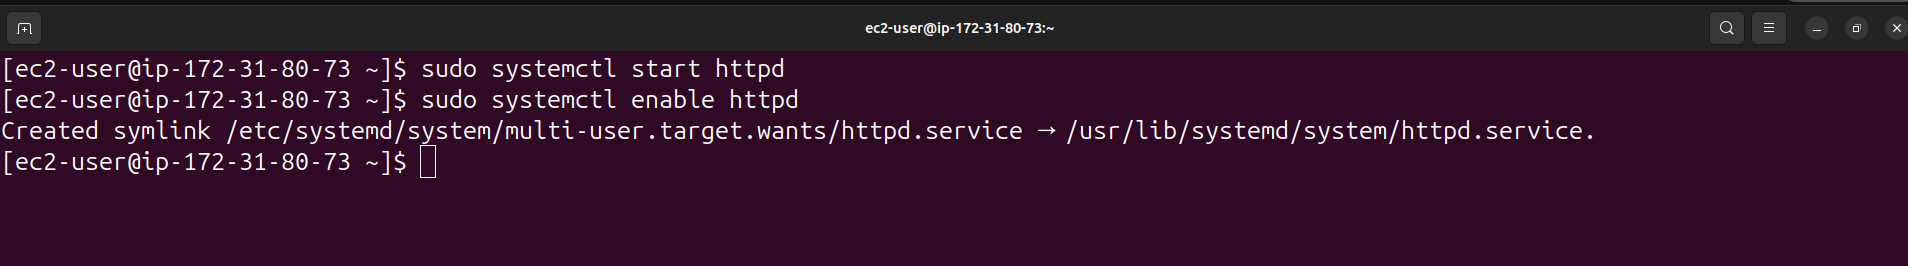 ec2-user@ip-172-31-80-73:~
[ec2-user@ip-172-31-80-73 ~]$ sudo systemctl start httpd
[ec2-user@ip-172-31-80-73 ~]$ sudo systemctl enable httpd
Created symlink /etc/systemd/system/multi-user.target.wants/httpd.service → /usr/lib/systemd/system/httpd.service.
[ec2-user@ip-172-31-80-73 ~]$